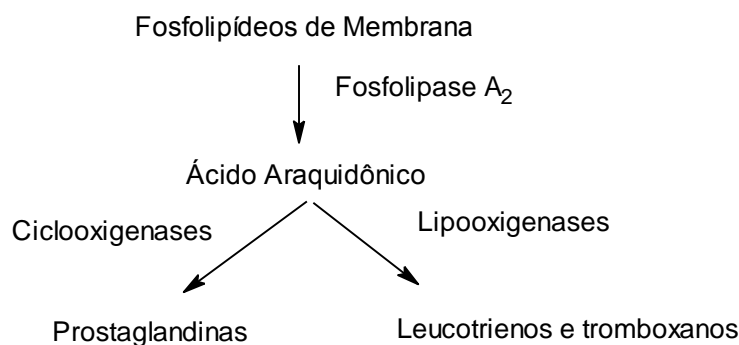 Fosfolipídeos de Membrana
Fosfolipase A₂
Ácido Araquidônico
Ciclooxigenases
Lipooxigenases
Prostaglandinas
Leucotrienos e tromboxanos